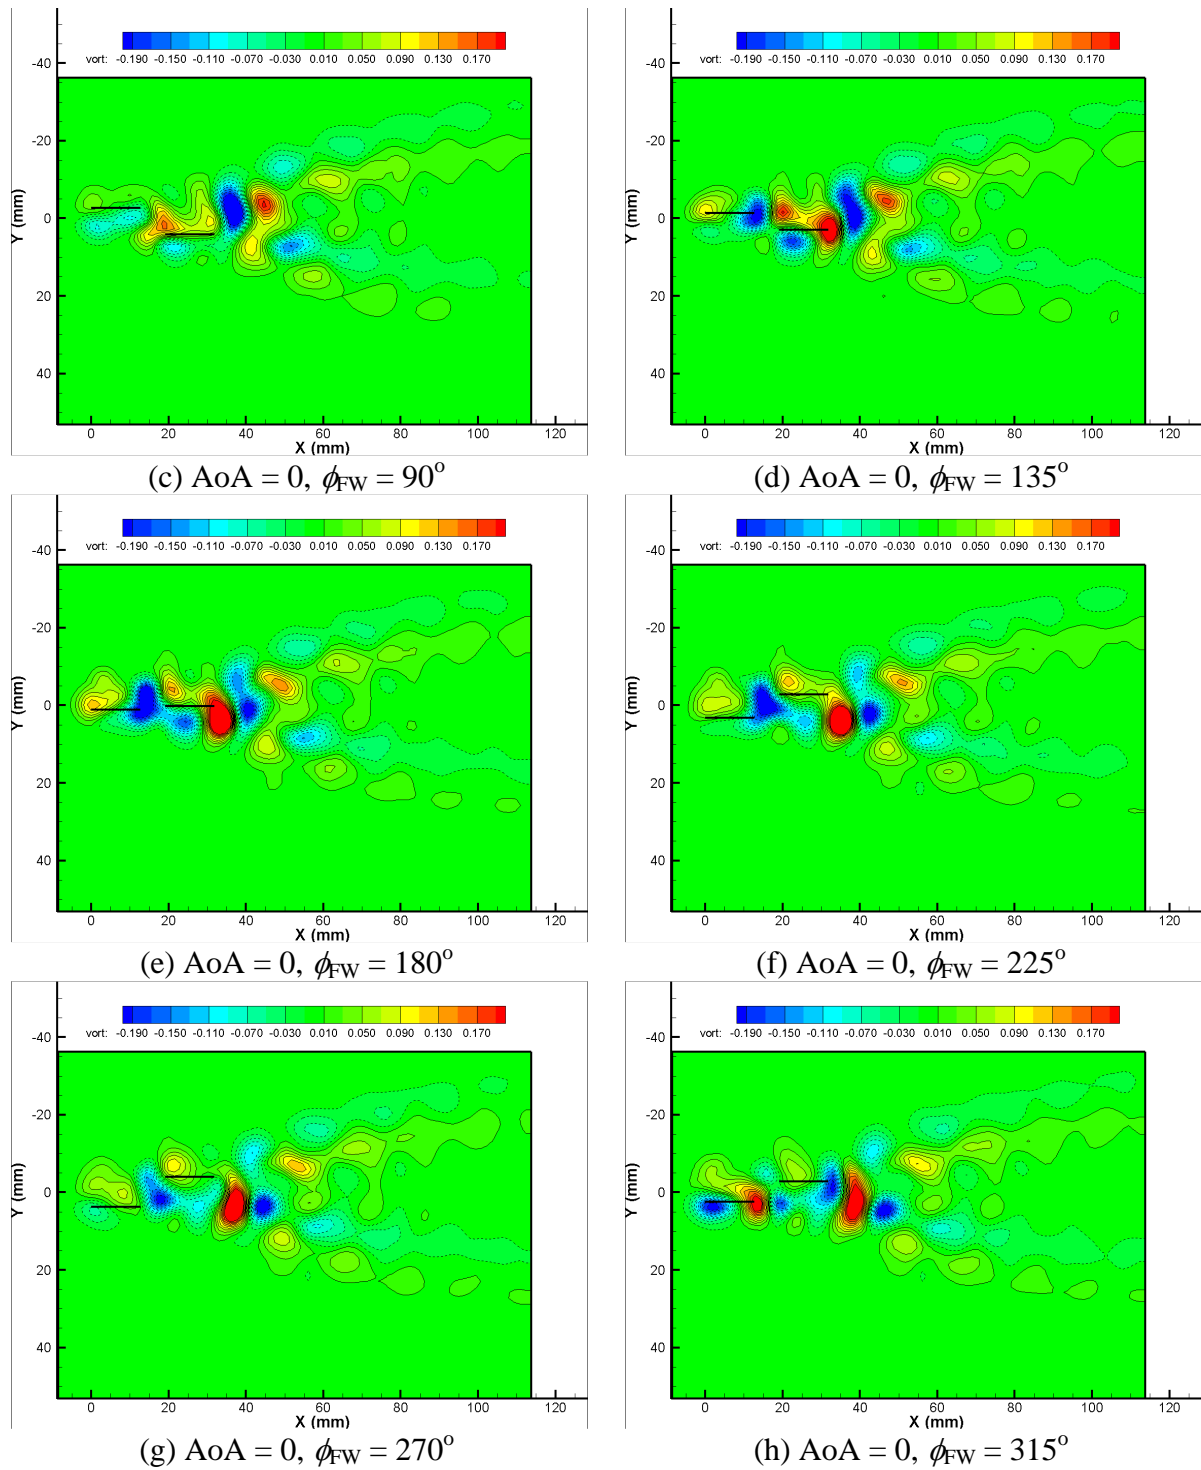 vort: -0.190 -0.150 -0.110 -0.070 -0.030 0.010 0.050 0.090 0.130 0.170
-40
-20
0
20
40
Y (mm)
0 20 40 60 80 100 120
X (mm)
(c) AoA = 0, ϕFW = 90°
vort: -0.190 -0.150 -0.110 -0.070 -0.030 0.010 0.050 0.090 0.130 0.170
-40
-20
0
20
40
Y (mm)
0 20 40 60 80 100 120
X (mm)
(d) AoA = 0, ϕFW = 135°
vort: -0.190 -0.150 -0.110 -0.070 -0.030 0.010 0.050 0.090 0.130 0.170
-40
-20
0
20
40
Y (mm)
0 20 40 60 80 100 120
X (mm)
(e) AoA = 0, ϕFW = 180°
vort: -0.190 -0.150 -0.110 -0.070 -0.030 0.010 0.050 0.090 0.130 0.170
-40
-20
0
20
40
Y (mm)
0 20 40 60 80 100 120
X (mm)
(f) AoA = 0, ϕFW = 225°
vort: -0.190 -0.150 -0.110 -0.070 -0.030 0.010 0.050 0.090 0.130 0.170
-40
-20
0
20
40
Y (mm)
0 20 40 60 80 100 120
X (mm)
(g) AoA = 0, ϕFW = 270°
vort: -0.190 -0.150 -0.110 -0.070 -0.030 0.010 0.050 0.090 0.130 0.170
-40
-20
0
20
40
Y (mm)
0 20 40 60 80 100 120
X (mm)
(h) AoA = 0, ϕFW = 315°